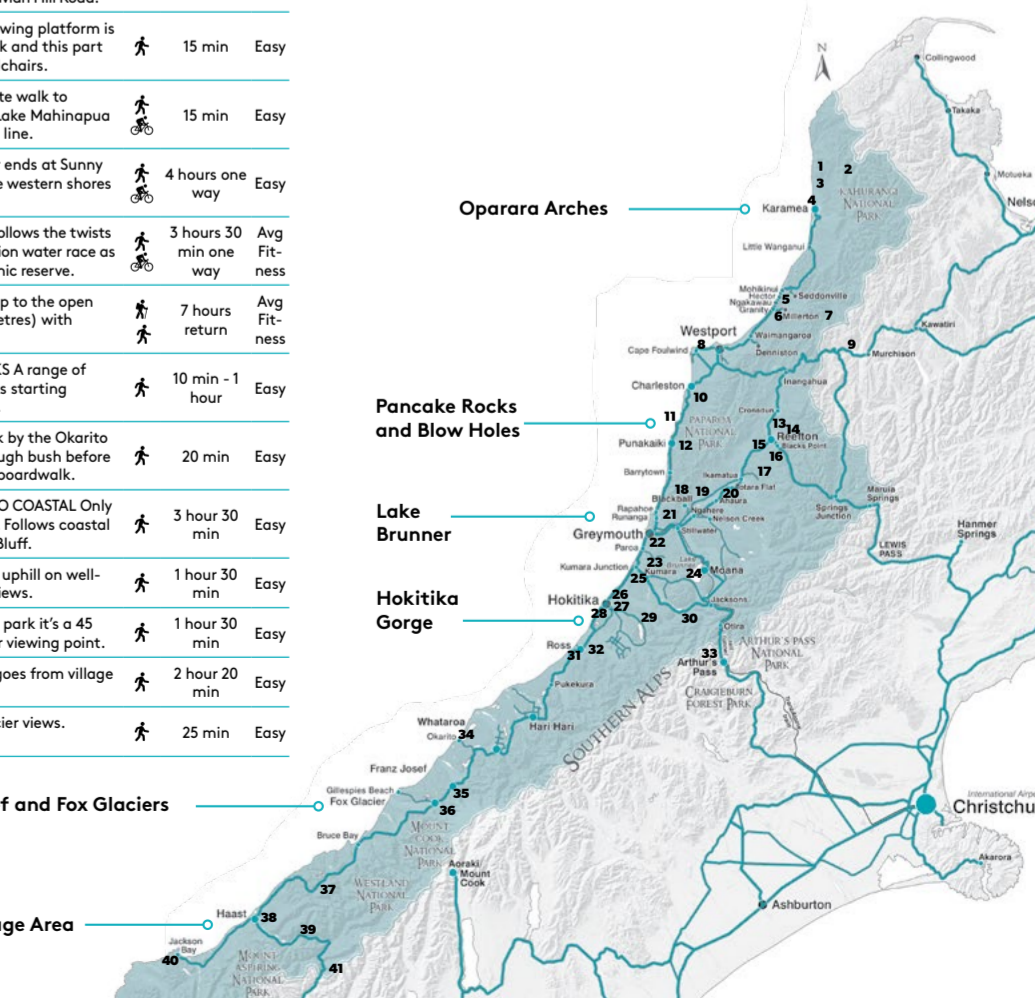 wing platform is
k and this part
chairs.
15 min
Easy
te walk to
Lake Mahinapua
line.
15 min
Easy
ends at Sunny
e western shores
4 hours one
way
Easy
ollows the twists
ion water race as
nic reserve.
3 hours 30
min one
way
Avg
Fit-
ness
p to the open
etres) with
7 hours
return
Avg
Fit-
ness
KS A range of
s starting
10 min - 1
hour
Easy
k by the Okarito
ugh bush before
boardwalk.
20 min
Easy
O COASTAL Only
Follows coastal
Bluff.
3 hour 30
min
Easy
uphill on well-
iews.
1 hour 30
min
Easy
park it's a 45
r viewing point.
1 hour 30
min
Easy
goes from village
2 hour 20
min
Easy
cier views.
25 min
Easy
N
Collingwood
Takaka
Motueka
Nelso
1
2
3
KAHURANGI
NATIONAL
PARK
4
Oparara Arches
Karamea
Little Wanganui
Mohikinui
Hector
Seddonville
5
Ngakawau
Granity
6
Millerton
7
Westport
Waimangaroa
Kawatiri
8
9
Cape Foulwind
Denniston
Murchison
Inangahua
Charleston
10
Pancake Rocks
and Blow Holes
11
PAPAROA
NATIONAL
PARK
Cronadun
13
14
Reefton
Blacks Point
Punakaiki
12
15
16
Barrytown
Ikamatua
17
Totara Flat
Maruia
Springs
18
19
20
Blackball
Ahaura
Springs
Junction
Lake
Brunner
Rapahoe
Runanga
21
Ngahere
Nelson Creek
Hanmer
Springs
Greymouth
Stillwater
22
Paroa
LEWIS
PASS
Kumara Junction
23
Kumara
Lake
Brunner
24
Moana
25
Hokitika
Gorge
Hokitika
26
27
28
29
Jacksons
30
Otira
Ross
31
32
33
Arthur's
Pass
ARTHUR'S PASS
NATIONAL
PARK
Pukekura
CRAIGIEBURN
FOREST PARK
SOUTHERN ALPS
Hari Hari
Whataroa
Okarito
34
Franz Josef
Gillespies Beach
Fox Glacier
35
36
f and Fox Glaciers
International Airpo
Christchu
Bruce Bay
MOUNT
COOK
NATIONAL
PARK
Aoraki/
Mount
Cook
Akarora
37
WESTLAND
NATIONAL
PARK
Ashburton
age Area
Haast
38
39
Jackson
Bay
40
MOUNT
ASPIRING
NATIONAL
PARK
41